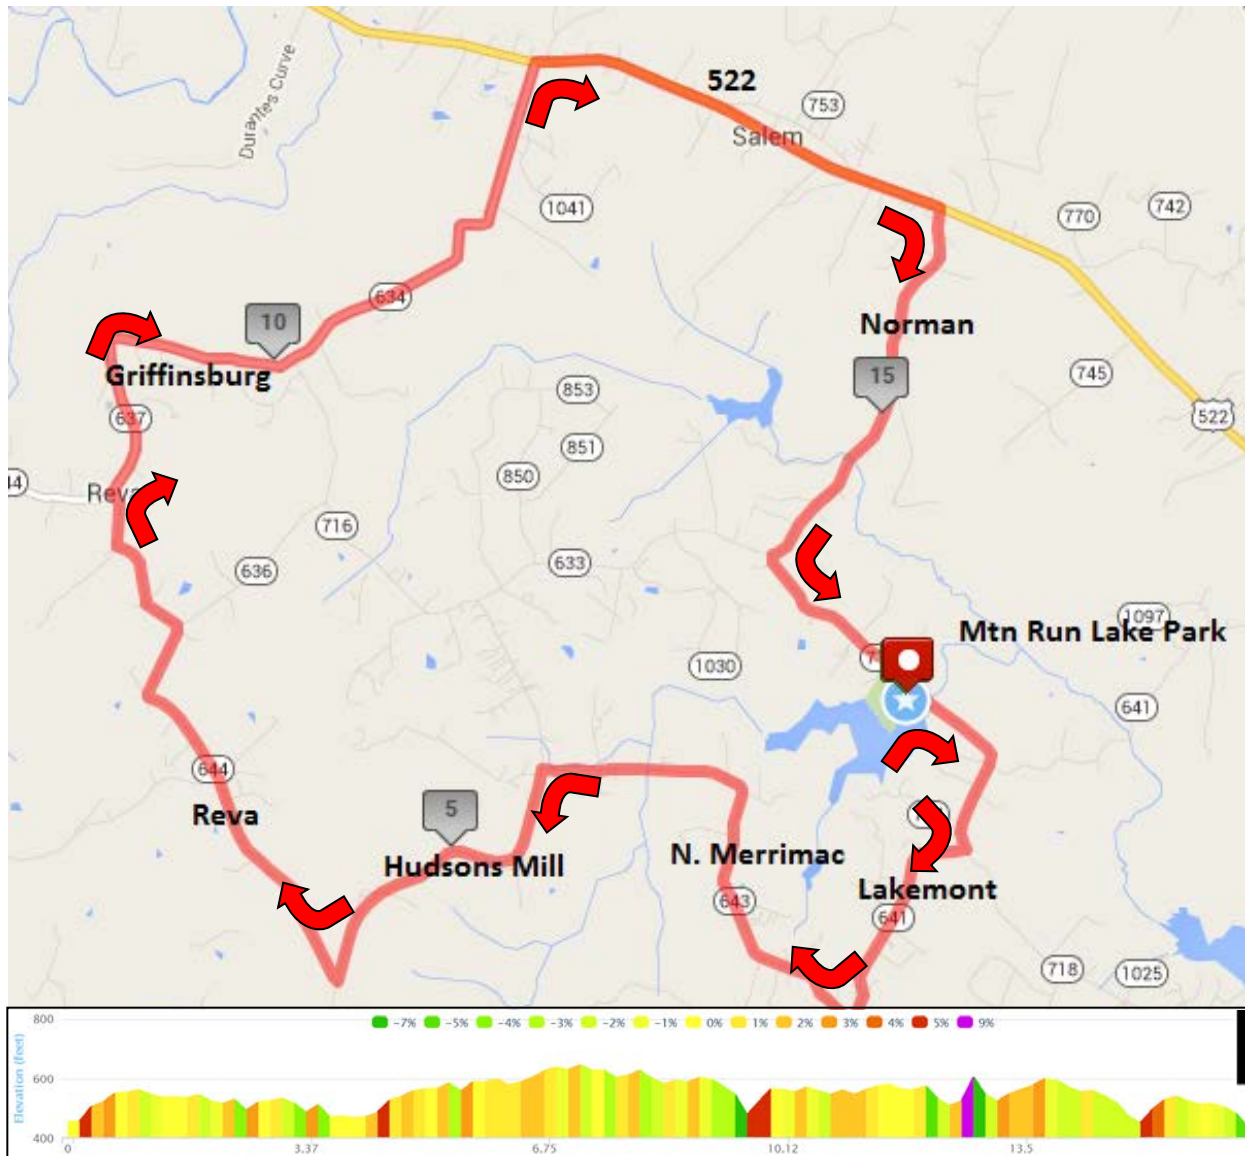 522
753
Salem
Durantes Curve
1041
770
742
634
10
Norman
Griffinsburg
15
853
745
637
522
851
44
Reva
850
716
633
636
1097
Mtn Run Lake Park
1030
641
644
5
Reva
N. Merrimac
Hudsons Mill
Lakemont
643
641
718
1025
800
-7% -5% -4% -3% -2% -1% 0% 1% 2% 3% 4% 5% 9%
Elevation (feet)
600
400
0 3.37 6.75 10.12 13.5